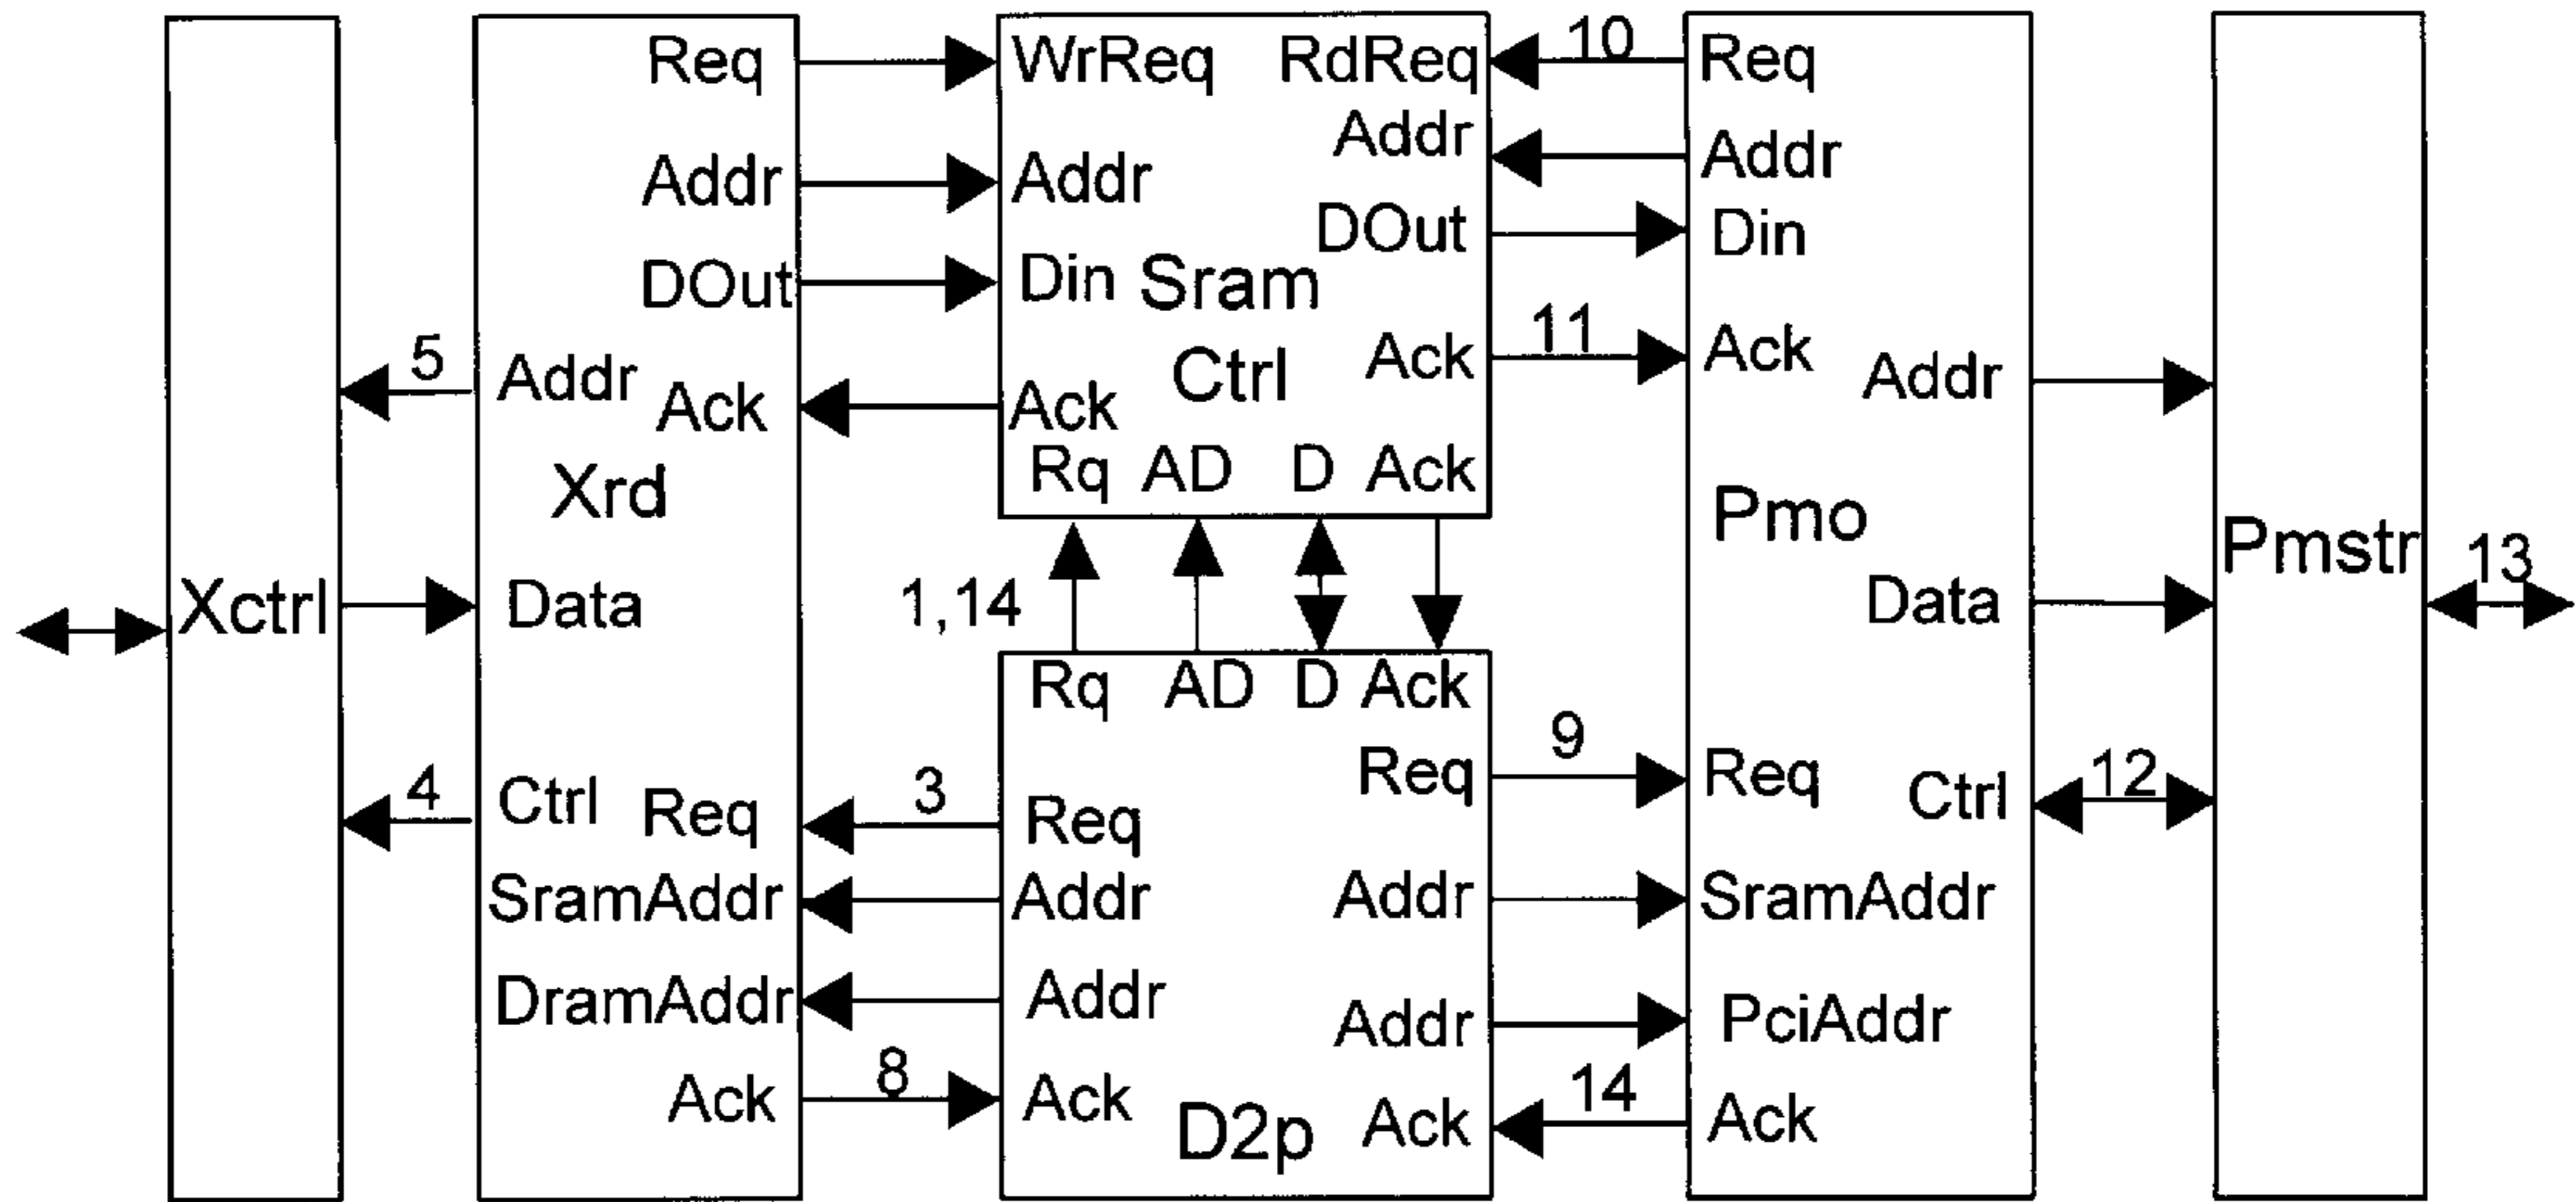 Xctrl
5
4
Req
Addr
DOut
Addr
Ack
Xrd
Data
Ctrl
Req
SramAddr
DramAddr
Ack
3
8
WrReq
RdReq
Addr
Addr
DOut
Din
Sram
Ctrl
Ack
Ack
Rq AD D Ack
1,14
Rq AD D Ack
Req
Req
Addr
Addr
Addr
Addr
Ack
D2p
Ack
10
11
9
14
Req
Addr
Din
Ack
Addr
Pmo
Data
Req
Ctrl
SramAddr
PciAddr
Ack
12
Pmstr
13